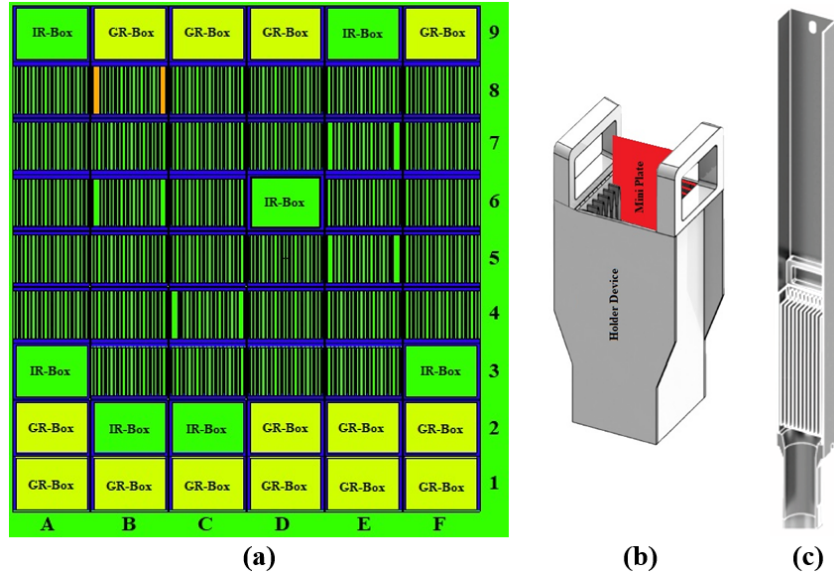 IR-Box GR-Box GR-Box GR-Box IR-Box GR-Box 9
8
7
IR-Box 6
5
4
IR-Box IR-Box 3
GR-Box IR-Box IR-Box GR-Box GR-Box GR-Box 2
GR-Box GR-Box GR-Box GR-Box GR-Box GR-Box 1
A B C D E F
(a)
Mini Plate
Holder Device
(b)
(c)